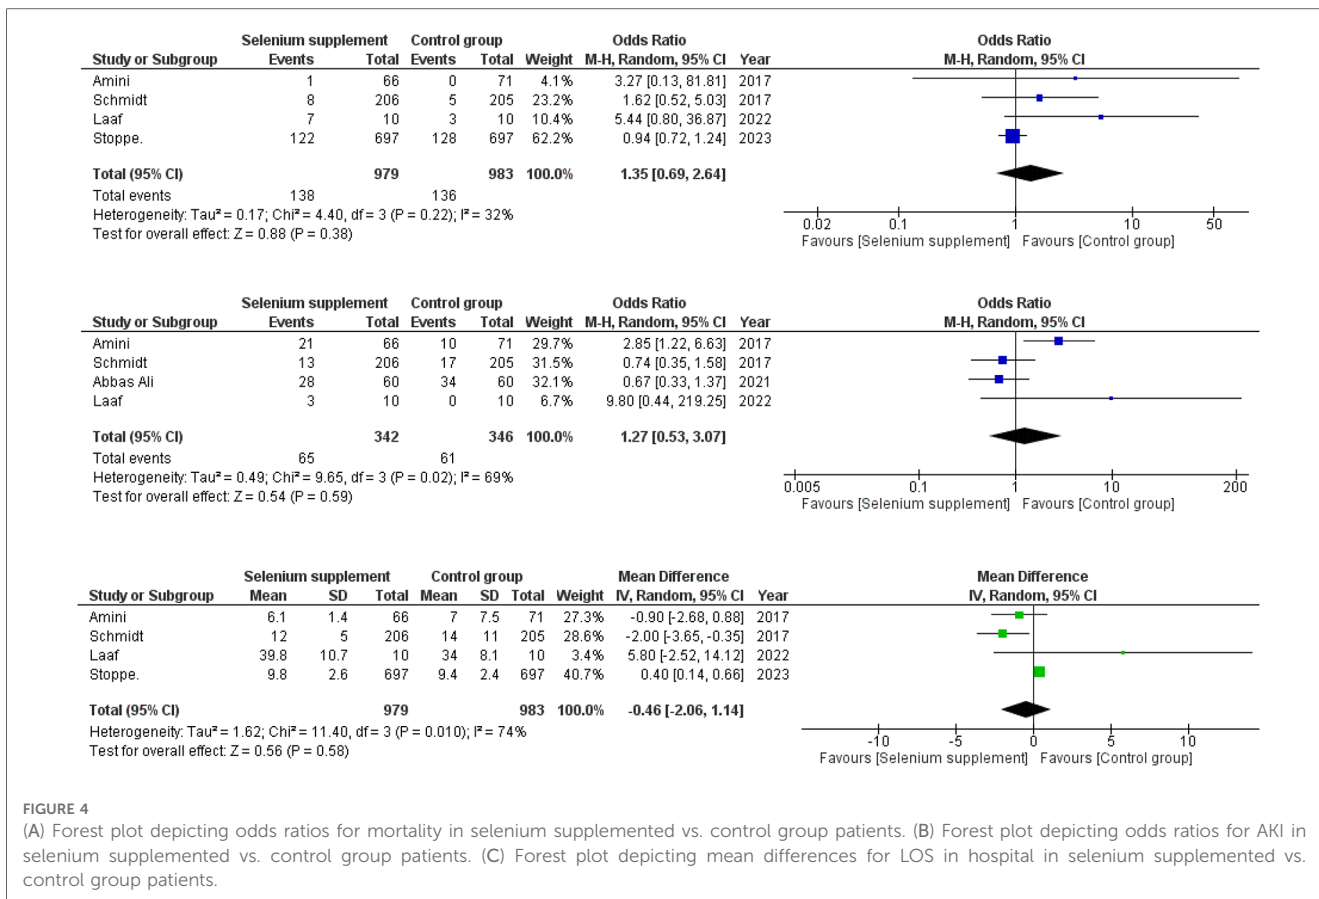 Selenium supplement Control group Odds Ratio Odds Ratio
Study or Subgroup Events Total Events Total Weight M-H, Random, 95% CI Year M-H, Random, 95% CI
Amini 1 66 0 71 4.1% 3.27 [0.13, 81.81] 2017
Schmidt 8 206 5 205 23.2% 1.62 [0.52, 5.03] 2017
Laaf 7 10 3 10 10.4% 5.44 [0.80, 36.87] 2022
Stoppe. 122 697 128 697 62.2% 0.94 [0.72, 1.24] 2023
Total (95% CI) 979 983 100.0% 1.35 [0.69, 2.64]
Total events 138 136
Heterogeneity: Tau² = 0.17; Chi² = 4.40, df = 3 (P = 0.22); I² = 32%
Test for overall effect: Z = 0.88 (P = 0.38)
0.02 0.1 1 10 50
Favours [Selenium supplement] Favours [Control group]
Selenium supplement Control group Odds Ratio Odds Ratio
Study or Subgroup Events Total Events Total Weight M-H, Random, 95% CI Year M-H, Random, 95% CI
Amini 21 66 10 71 29.7% 2.85 [1.22, 6.63] 2017
Schmidt 13 206 17 205 31.5% 0.74 [0.35, 1.58] 2017
Abbas Ali 28 60 34 60 32.1% 0.67 [0.33, 1.37] 2021
Laaf 3 10 0 10 6.7% 9.80 [0.44, 219.25] 2022
Total (95% CI) 342 346 100.0% 1.27 [0.53, 3.07]
Total events 65 61
Heterogeneity: Tau² = 0.49; Chi² = 9.65, df = 3 (P = 0.02); I² = 69%
Test for overall effect: Z = 0.54 (P = 0.59)
0.005 0.1 1 10 200
Favours [Selenium supplement] Favours [Control group]
Selenium supplement Control group Mean Difference Mean Difference
Study or Subgroup Mean SD Total Mean SD Total Weight IV, Random, 95% CI Year IV, Random, 95% CI
Amini 6.1 1.4 66 7 7.5 71 27.3% -0.90 [-2.68, 0.88] 2017
Schmidt 12 5 206 14 11 205 28.6% -2.00 [-3.65, -0.35] 2017
Laaf 39.8 10.7 10 34 8.1 10 3.4% 5.80 [-2.52, 14.12] 2022
Stoppe. 9.8 2.6 697 9.4 2.4 697 40.7% 0.40 [0.14, 0.66] 2023
Total (95% CI) 979 983 100.0% -0.46 [-2.06, 1.14]
Heterogeneity: Tau² = 1.62; Chi² = 11.40, df = 3 (P = 0.010); I² = 74%
Test for overall effect: Z = 0.56 (P = 0.58)
-10 -5 0 5 10
Favours [Selenium supplement] Favours [Control group]
FIGURE 4
(A) Forest plot depicting odds ratios for mortality in selenium supplemented vs. control group patients. (B) Forest plot depicting odds ratios for AKI in
selenium supplemented vs. control group patients. (C) Forest plot depicting mean differences for LOS in hospital in selenium supplemented vs.
control group patients.